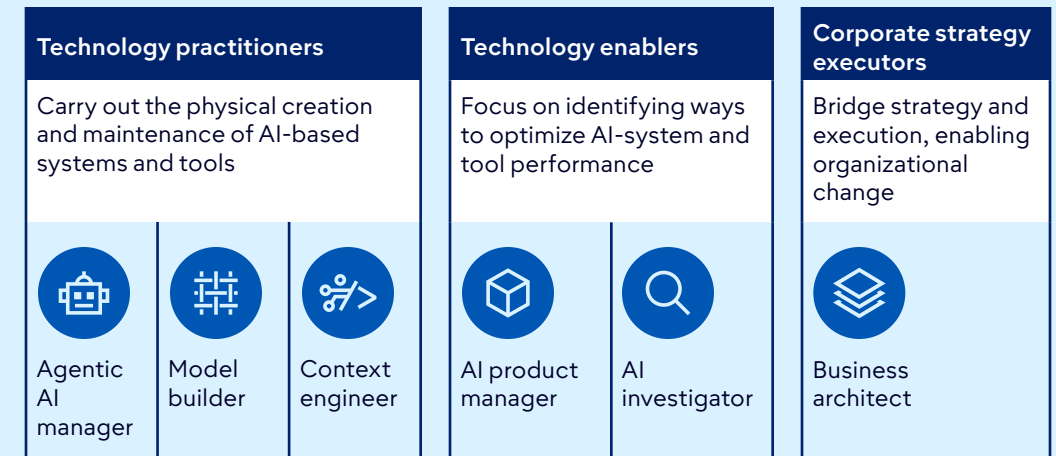 Technology practitioners
Carry out the physical creation
and maintenance of AI-based
systems and tools
Agentic
AI
manager
Model
builder
Context
engineer
Technology enablers
Focus on identifying ways
to optimize AI-system and
tool performance
AI product
manager
AI
investigator
Corporate strategy
executors
Bridge strategy and
execution, enabling
organizational
change
Business
architect